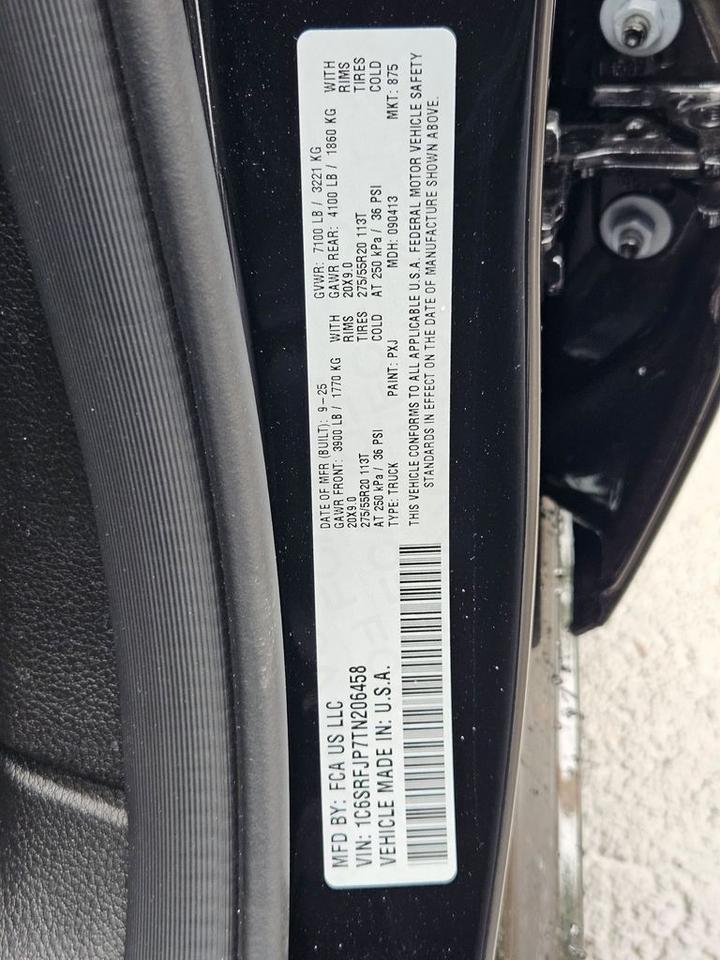 MFD BY: FCA US LLC
VIN: 1C6SRFJP7TN206458
VEHICLE MADE IN: U.S.A.
DATE OF MFR (BUILT): 9-25 GVWR: 7100 LB / 3221 KG
GAWR FRONT: 3900 LB / 1770 KG WITH GAWR REAR: 4100 LB / 1860 KG WITH
20X9.0 RIMS 20X9.0 RIMS
275/55R20 113T TIRES 275/55R20 113T TIRES
AT 250 kPa / 36 PSI COLD AT 250 kPa / 36 PSI COLD
TYPE: TRUCK PAINT: PXJ MDH: 090413 MKT: 875
THIS VEHICLE CONFORMS TO ALL APPLICABLE U.S.A. FEDERAL MOTOR VEHICLE SAFETY
STANDARDS IN EFFECT ON THE DATE OF MANUFACTURE SHOWN ABOVE.